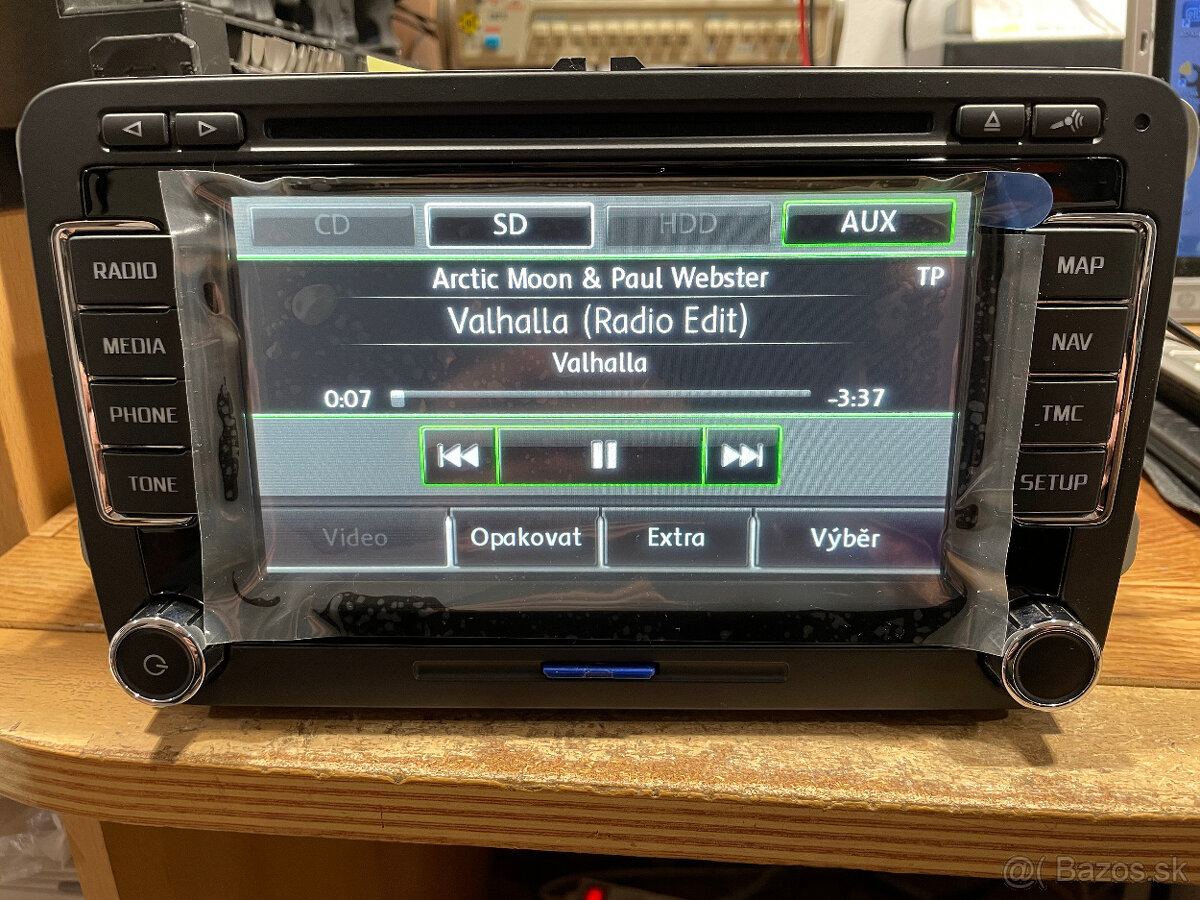 CD SD HDD AUX
Arctic Moon & Paul Webster TP
Valhalla (Radio Edit)
Valhalla
0:07 -3:37
Video Opakovat Extra Výběr
RADIO
MEDIA
PHONE
TONE
MAP
NAV
TMC
SETUP
@( Bazos.sk